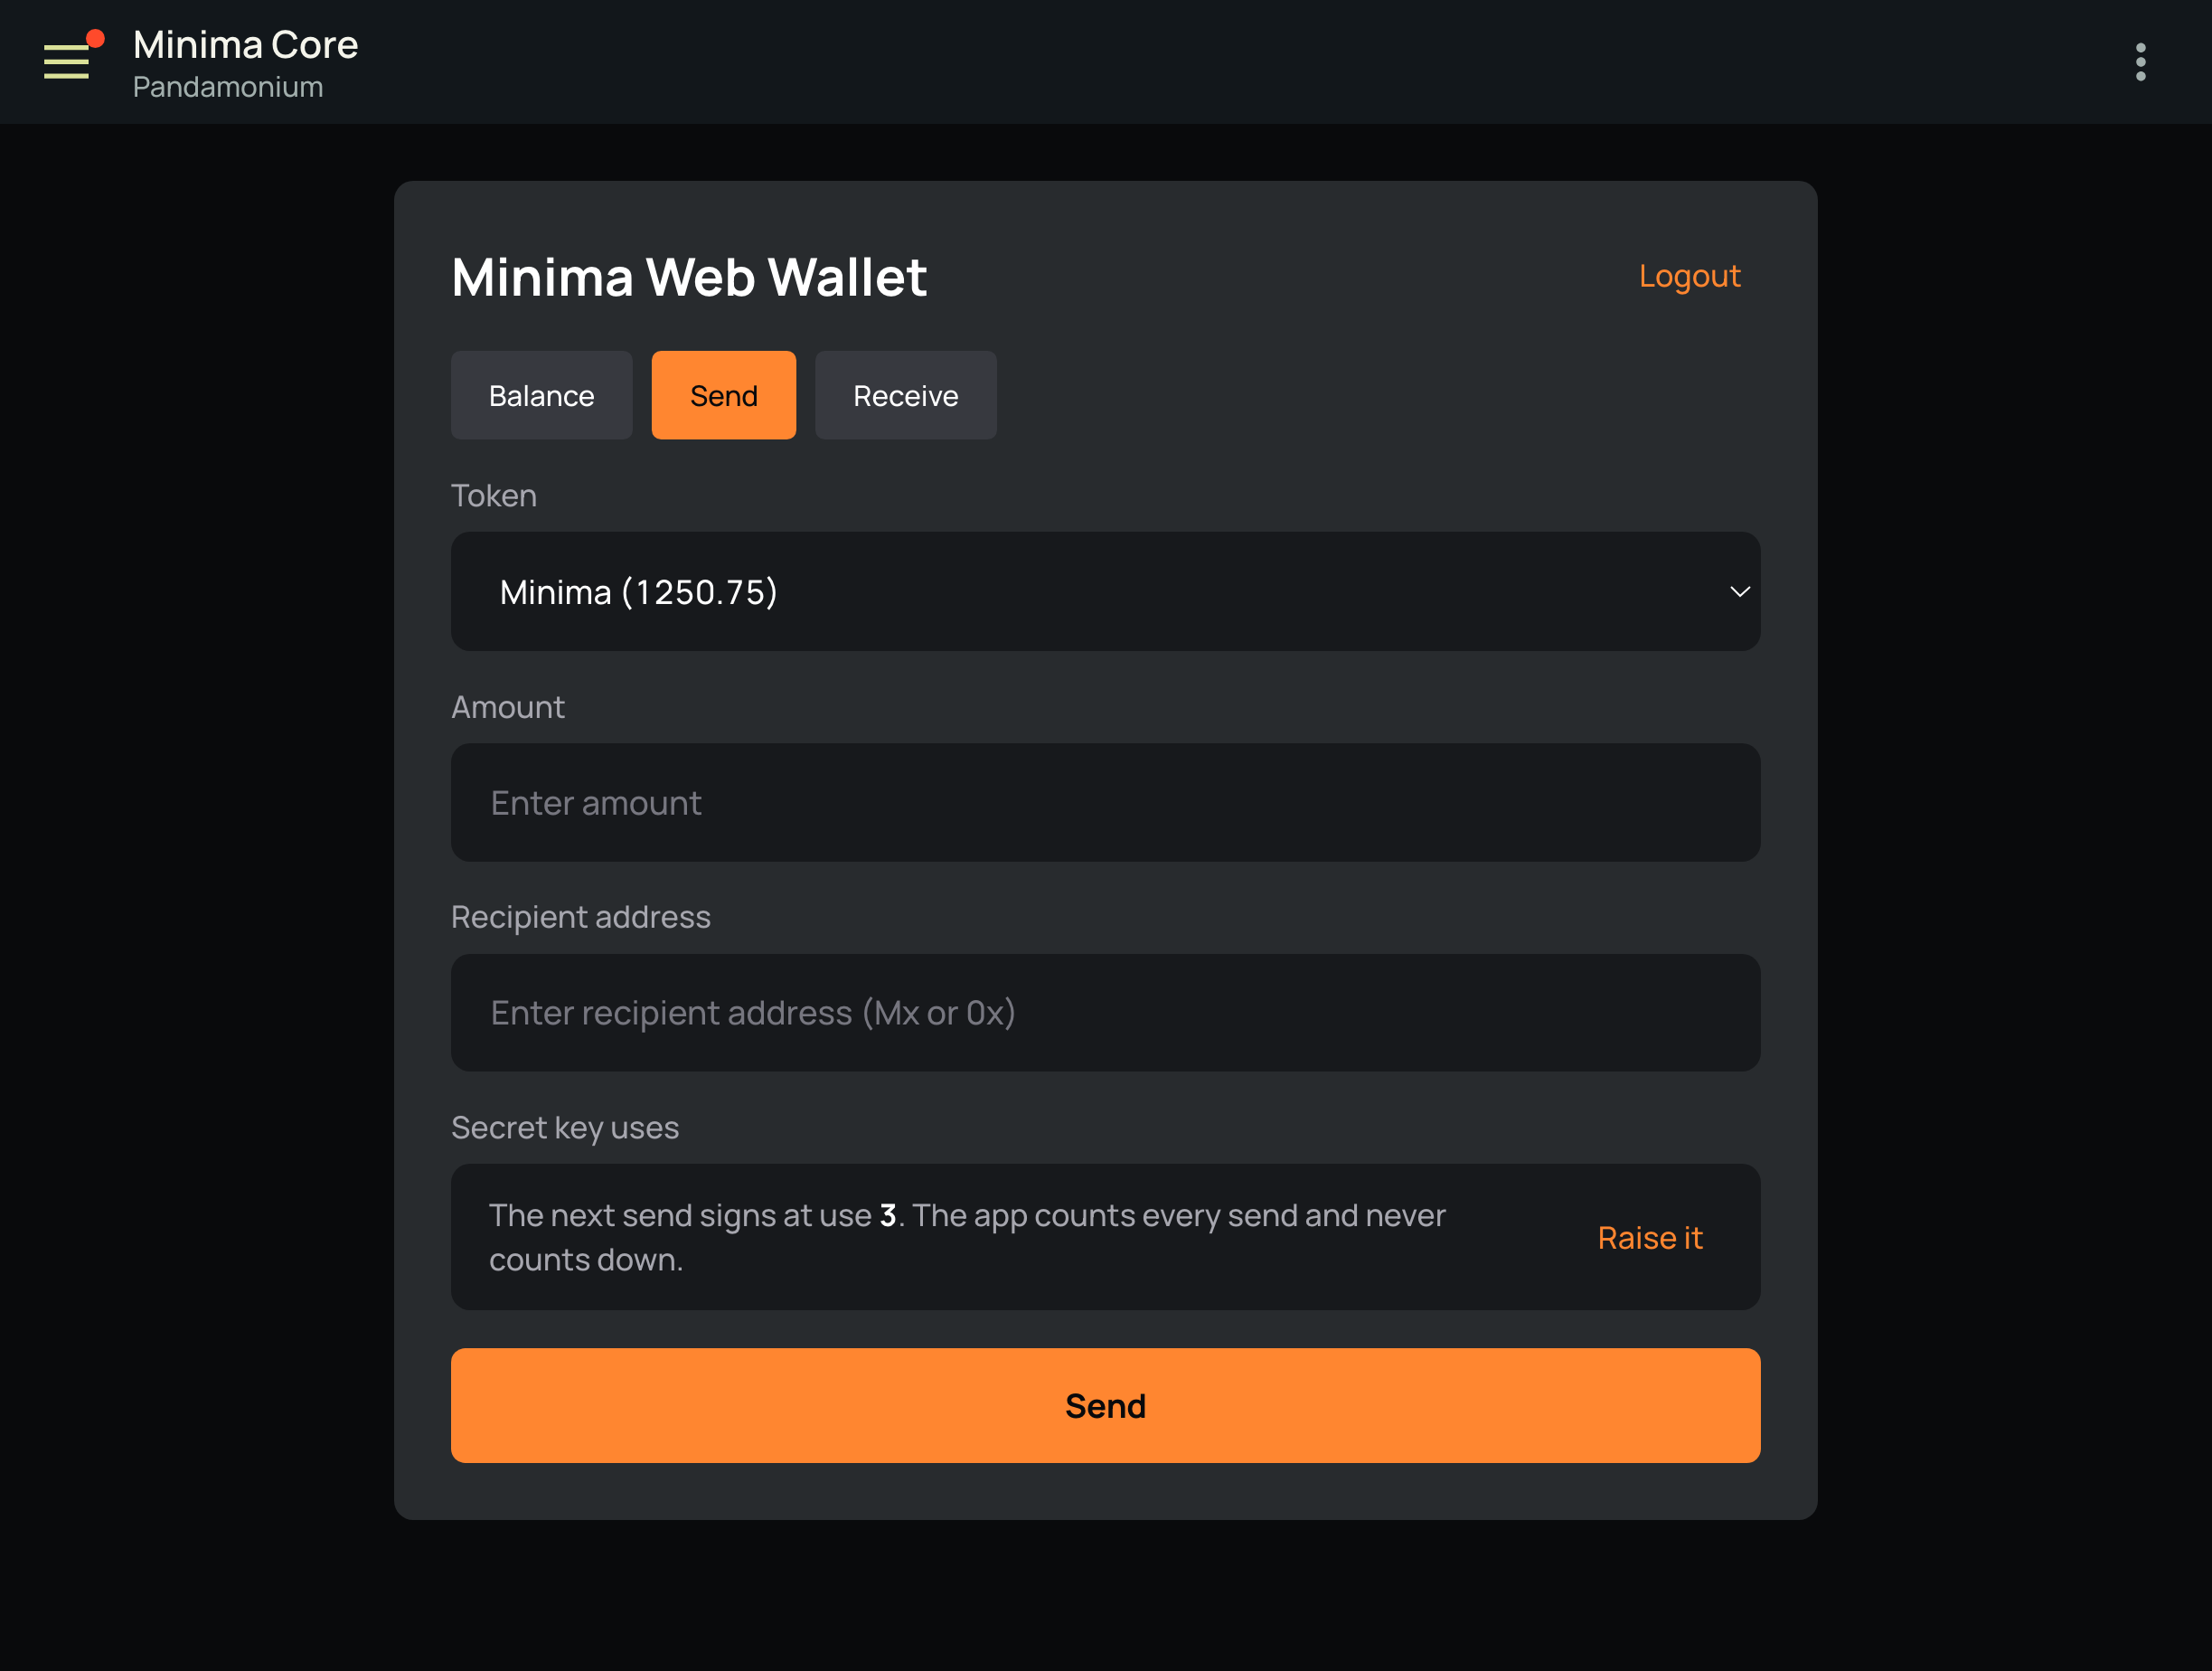 Minima Core
Pandamonium
Minima Web Wallet
Logout
Balance
Send
Receive
Token
Minima (1250.75)
Amount
Enter amount
Recipient address
Enter recipient address (Mx or 0x)
Secret key uses
The next send signs at use 3. The app counts every send and never
counts down.
Raise it
Send